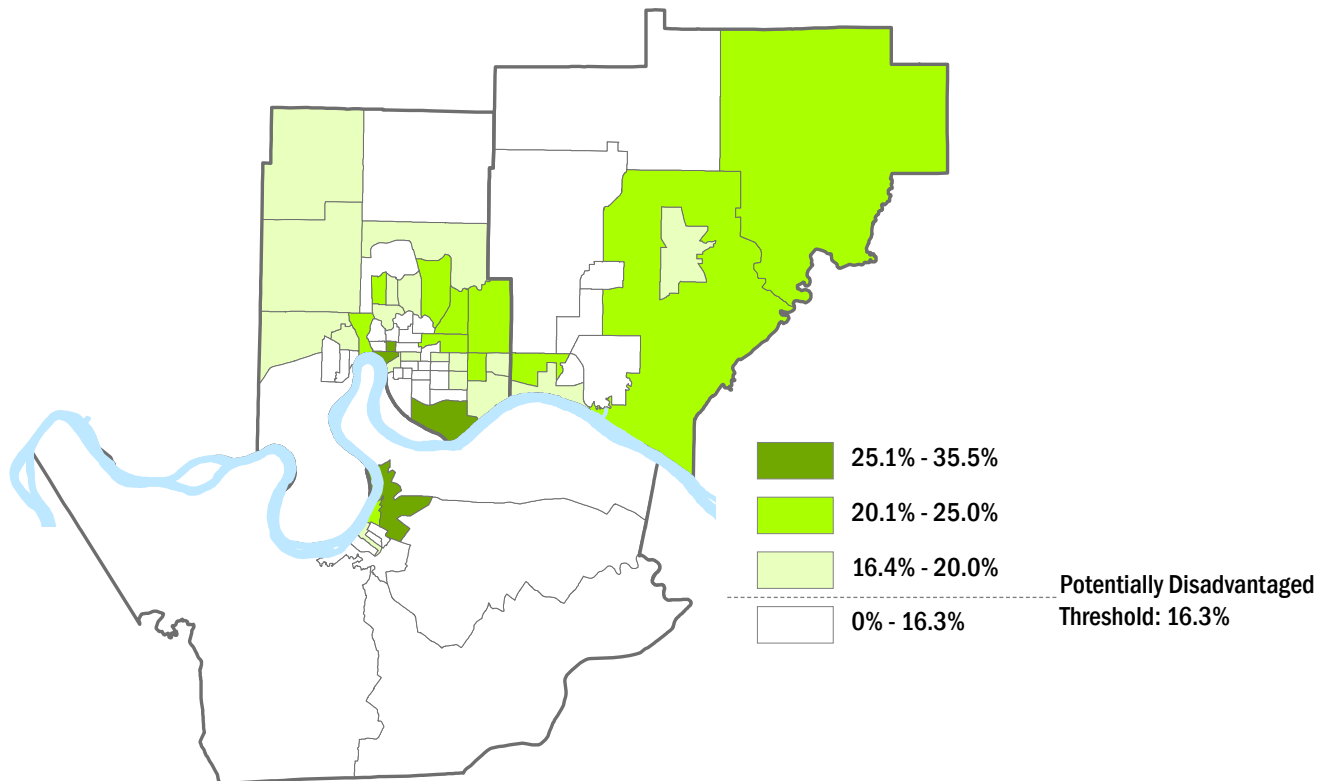 25.1% - 35.5%
20.1% - 25.0%
16.4% - 20.0%
Potentially Disadvantaged
Threshold: 16.3%
0% - 16.3%